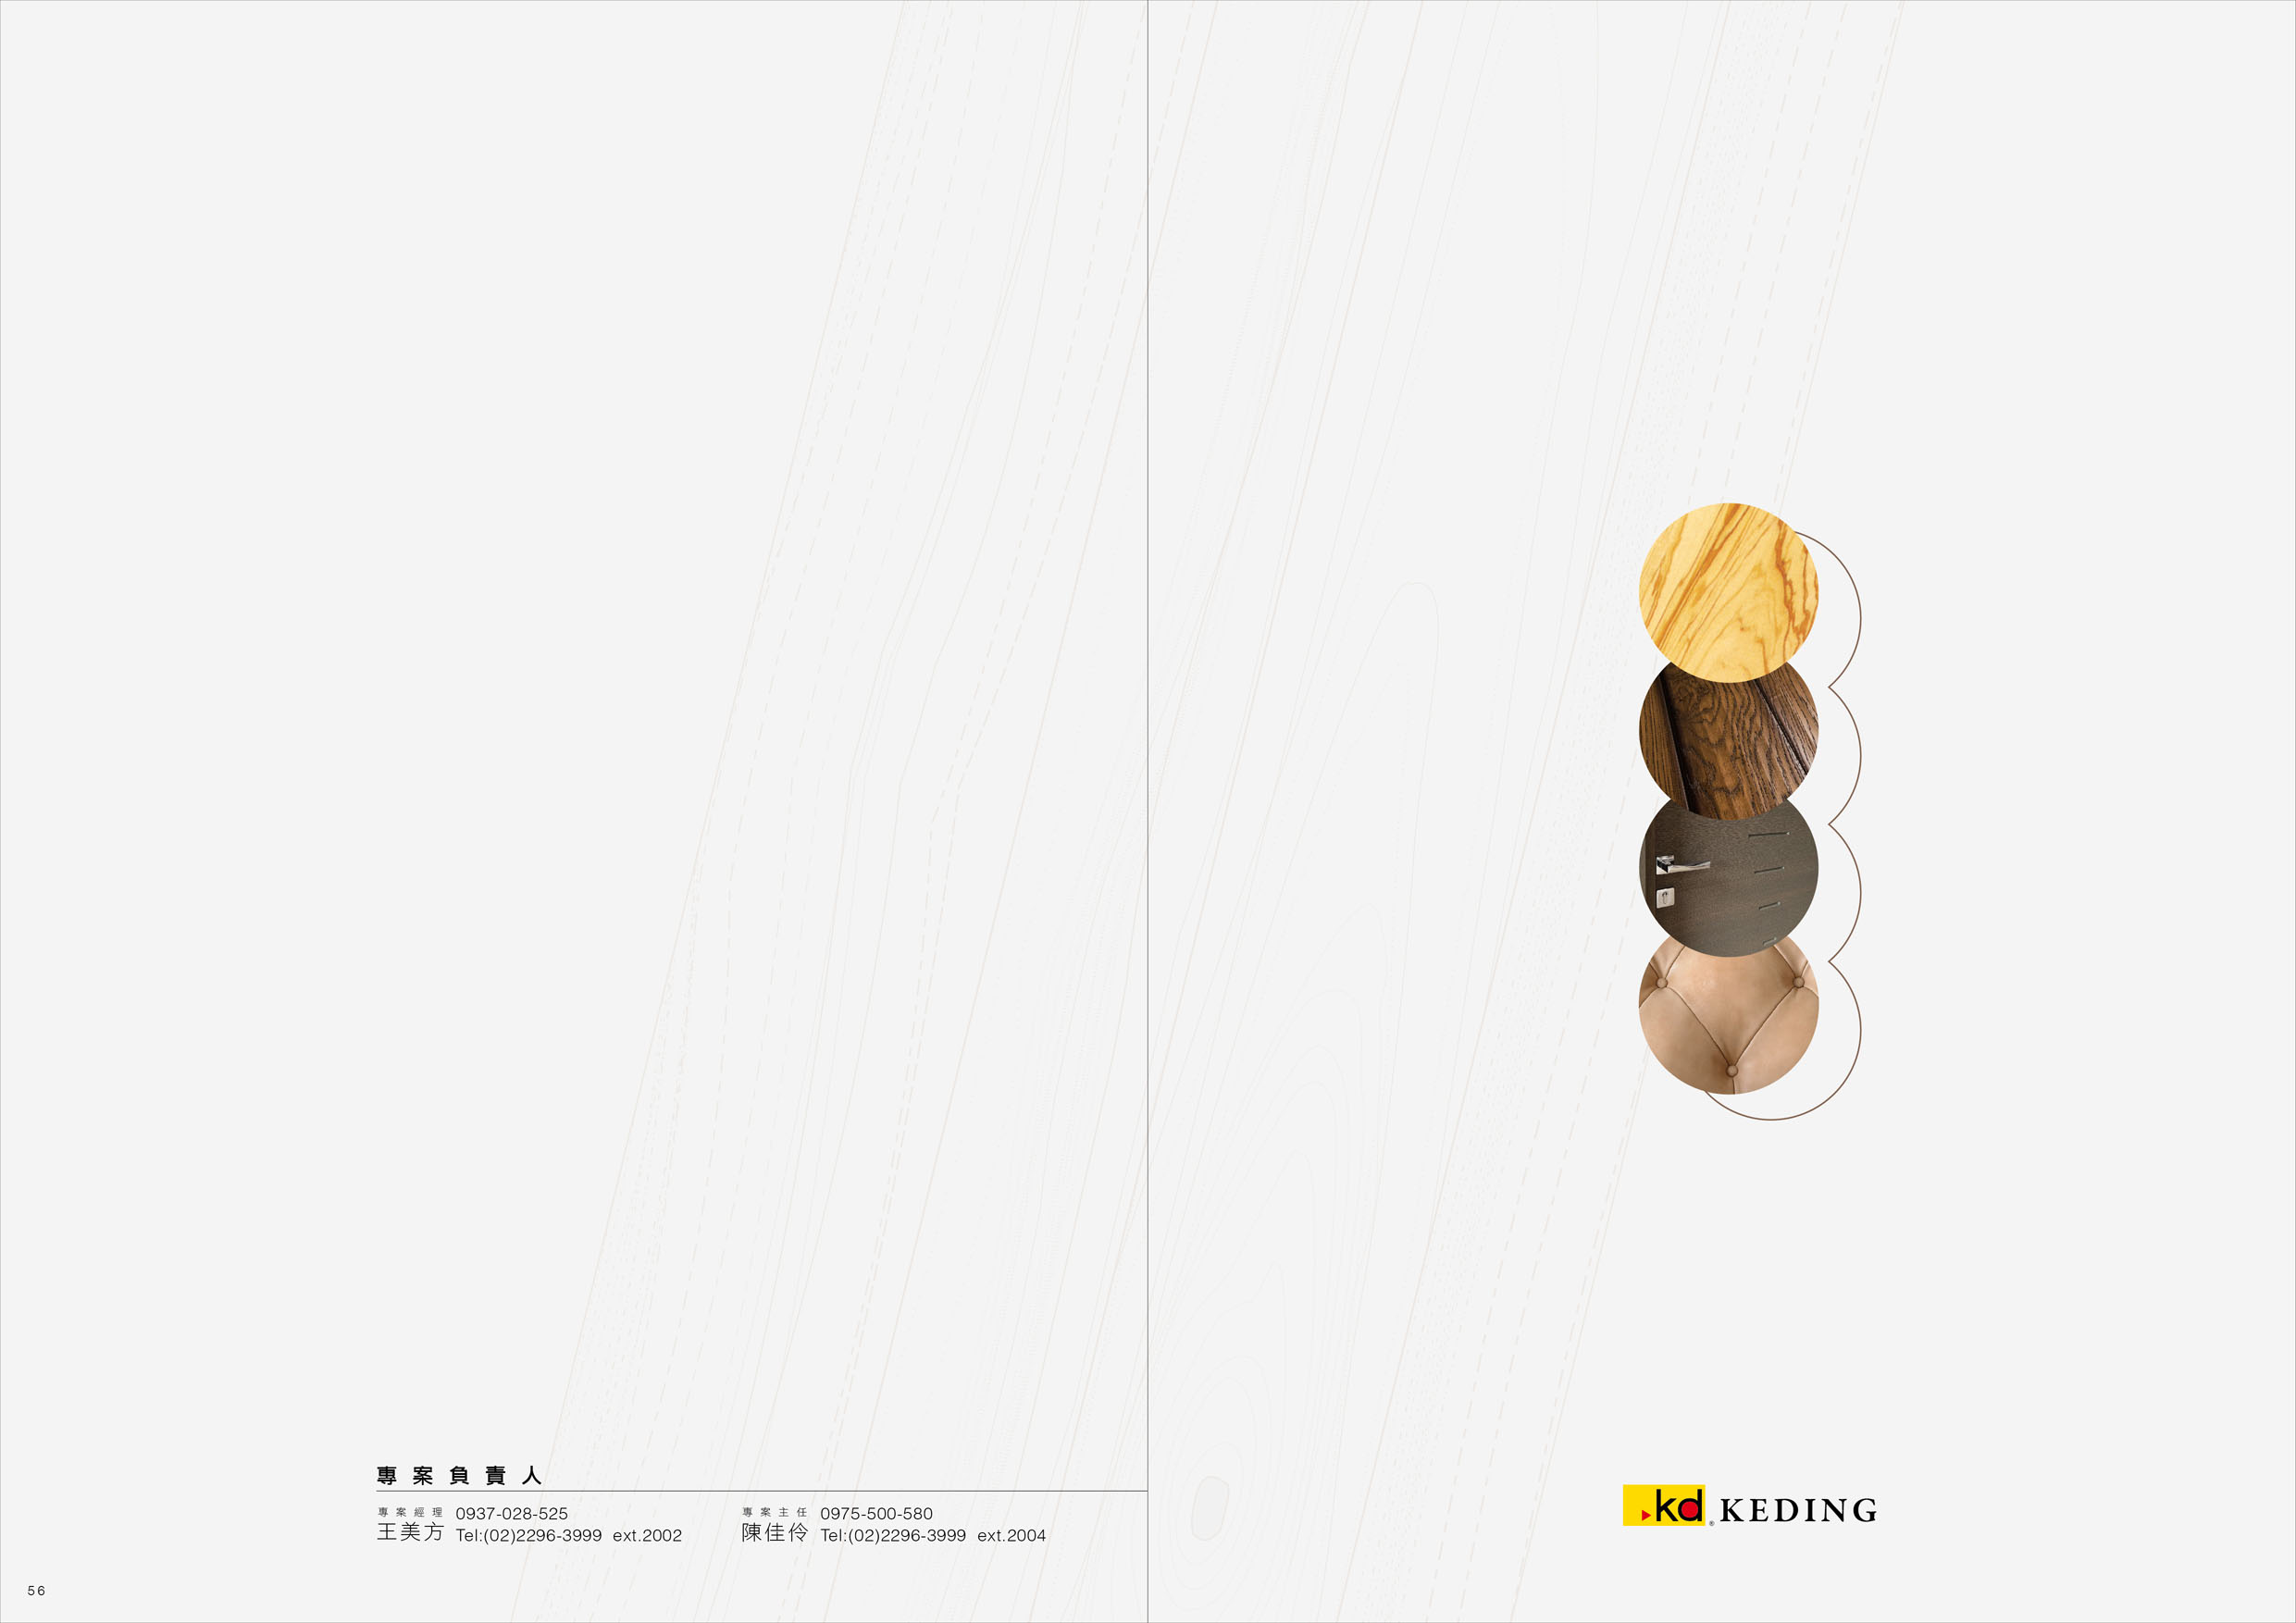 專案負責人
專案經理 0937-028-525
王美方 Tel:(02)2296-3999 ext.2002
專案主任 0975-500-580
陳佳伶 Tel:(02)2296-3999 ext.2004
56
kd® KEDING